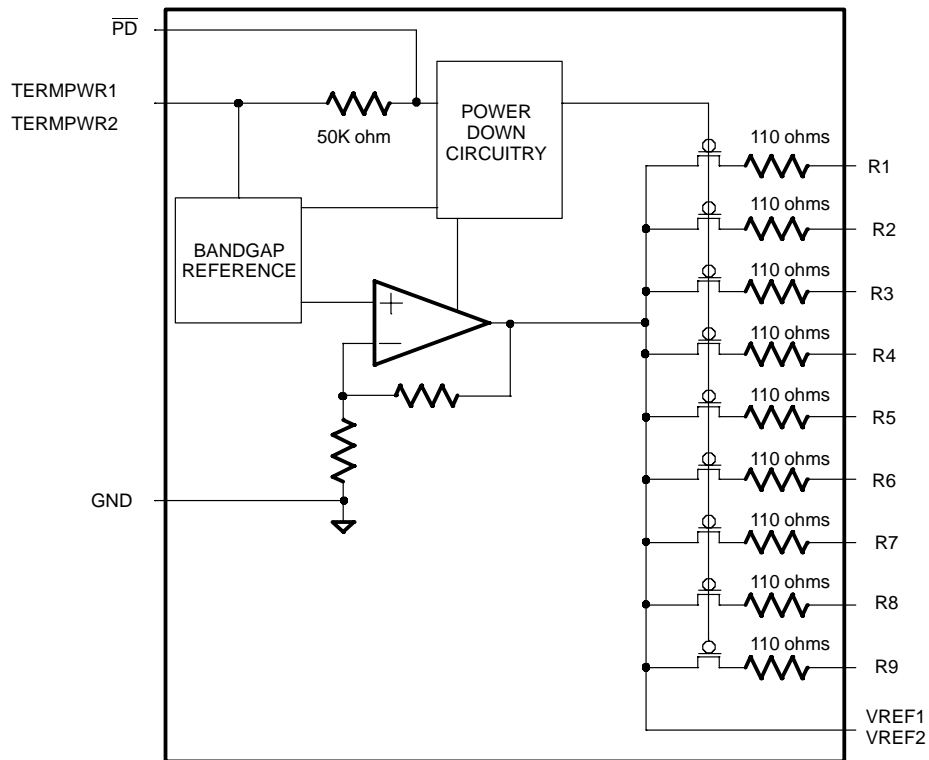 PD
TERMPWR1
TERMPWR2
50K ohm
POWER
DOWN
CIRCUITRY
BANDGAP
REFERENCE
GND
110 ohms
R1
110 ohms
R2
110 ohms
R3
110 ohms
R4
110 ohms
R5
110 ohms
R6
110 ohms
R7
110 ohms
R8
110 ohms
R9
VREF1
VREF2